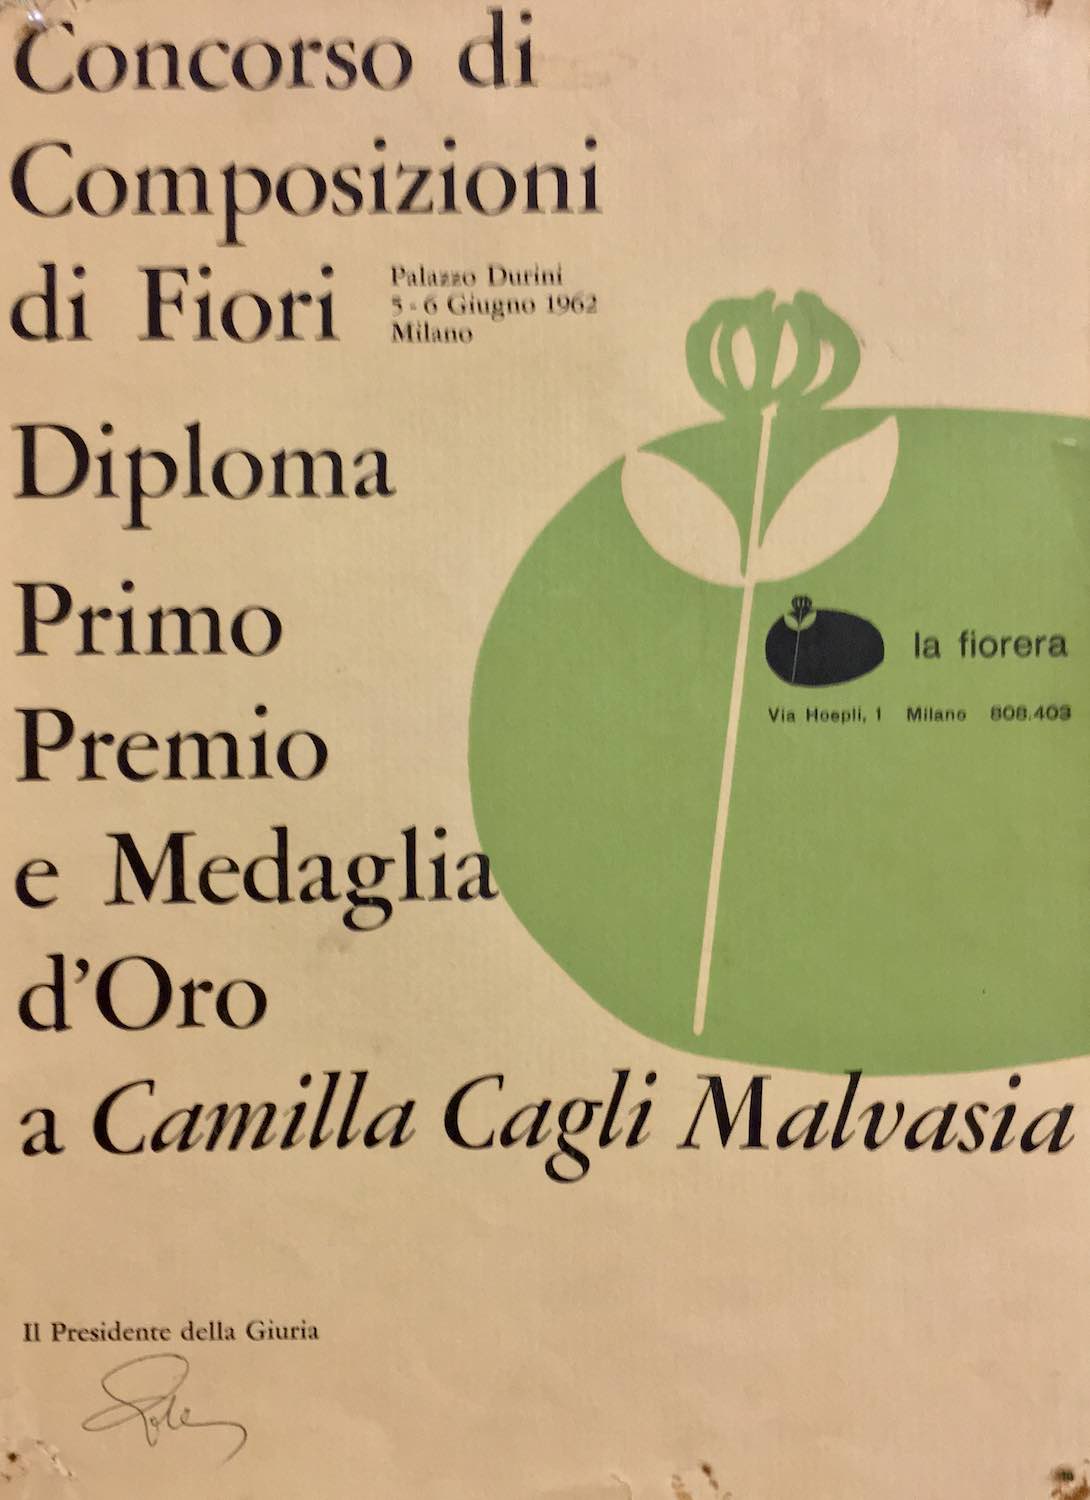 Concorso di
Composizioni
di Fiori
Palazzo Durini
5-6 Giugno 1962
Milano
Diploma
Primo
Premio
e Medaglia
d'Oro
a Camilla Cagli Malvasia
la fiorera
Via Hoepli, 1 Milano 808.403
Il Presidente della Giuria